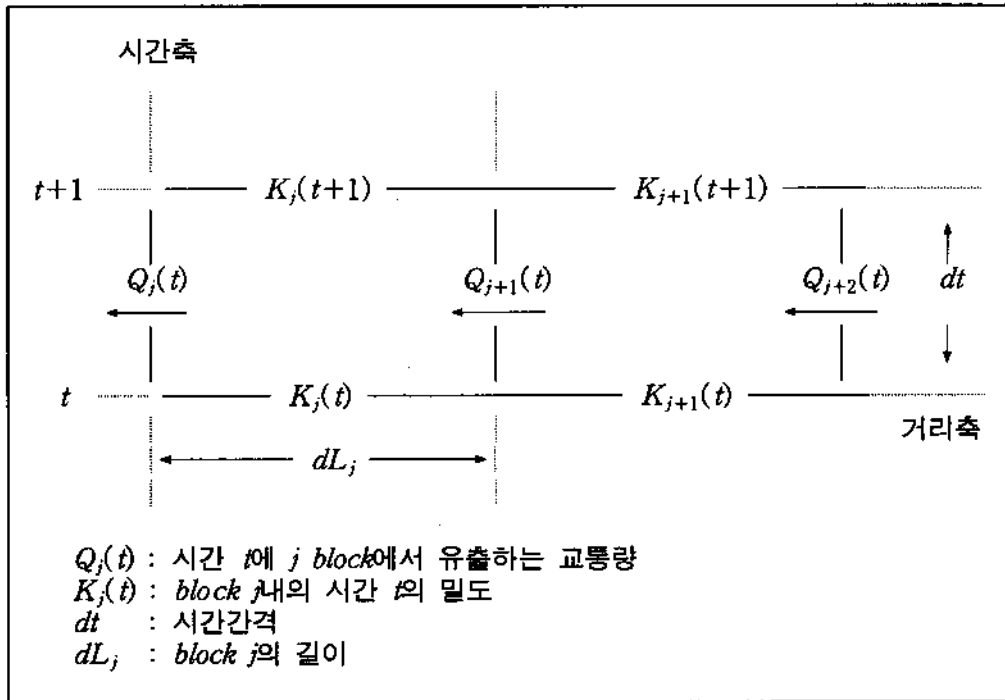 시간축
t+1 K_j(t+1) K_{j+1}(t+1)
Q_j(t) Q_{j+1}(t) Q_{j+2}(t) dt
t K_j(t) K_{j+1}(t)
거리축
dL_j
Q_j(t) : 시간 t에 j block에서 유출하는 교통량
K_j(t) : block j내의 시간 t의 밀도
dt : 시간간격
dL_j : block j의 길이